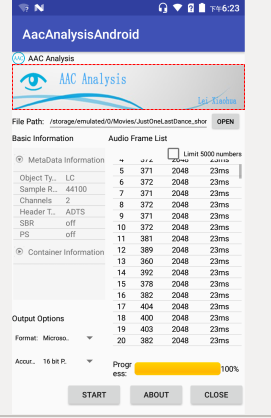 下午6:23
AacAnalysisAndroid
AAC AAC Analysis
AAC Analysis
Lei Xiaohua
File Path: /storage/emulated/0/Movies/JustOneLastDance_shor OPEN
Basic Information Audio Frame List
Limit 5000 numbers
MetaData Information
Object Ty... LC
Sample R... 44100
Channels 2
Header T... ADTS
SBR off
PS off
Container Information
4 372 2048 23ms
5 371 2048 23ms
6 372 2048 23ms
7 371 2048 23ms
8 372 2048 23ms
9 371 2048 23ms
10 372 2048 23ms
11 381 2048 23ms
12 389 2048 23ms
13 360 2048 23ms
14 392 2048 23ms
15 378 2048 23ms
16 382 2048 23ms
17 404 2048 23ms
18 400 2048 23ms
19 403 2048 23ms
20 382 2048 23ms
Output Options
Format: Microso..
Accur... 16 bit P..
Progr
ess: 100%
START ABOUT CLOSE